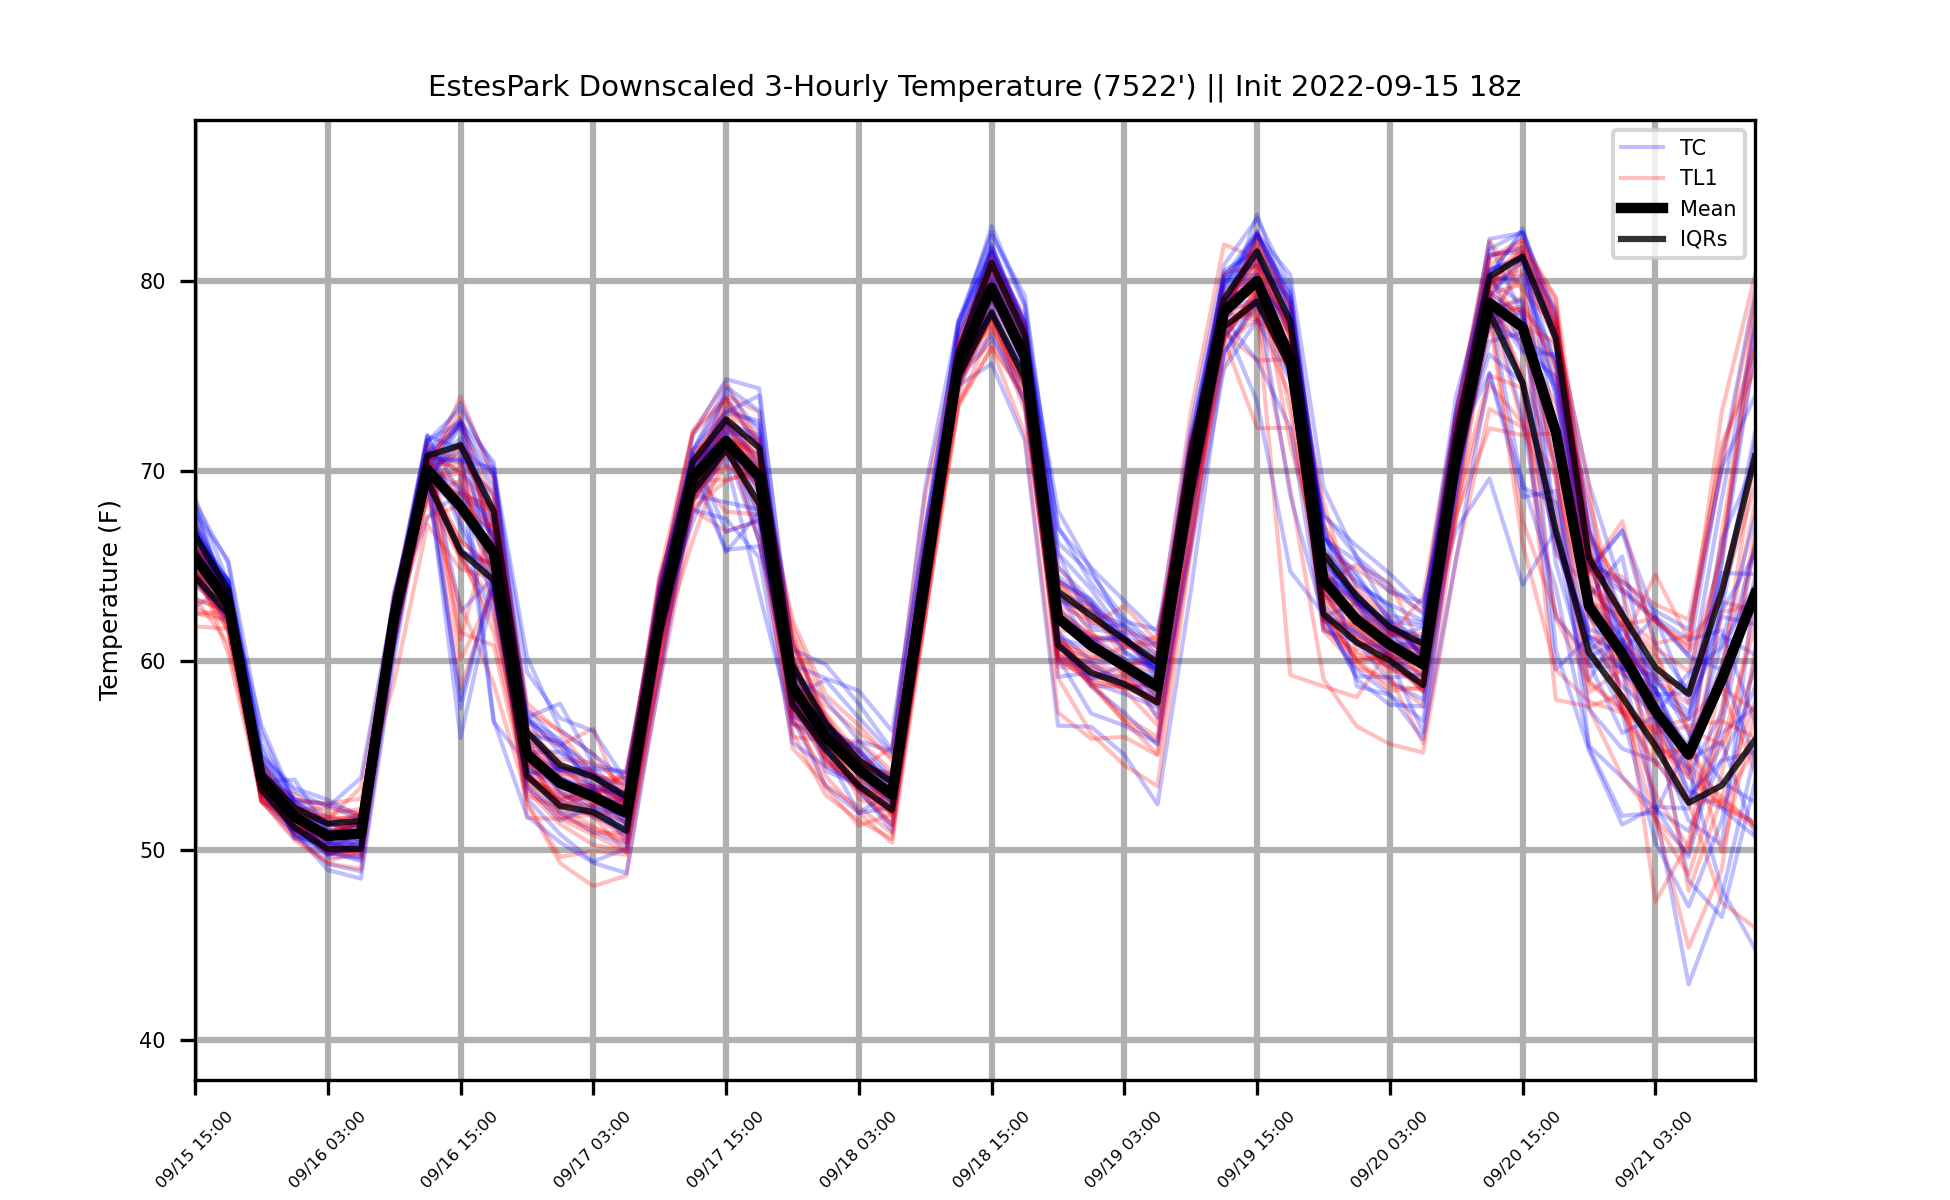 EstesPark Downscaled 3-Hourly Temperature (7522') || Init 2022-09-15 18z
TC
TL1
Mean
IQRs
Temperature (F)
80
70
60
50
40
09/15 15:00
09/16 03:00
09/16 15:00
09/17 03:00
09/17 15:00
09/18 03:00
09/18 15:00
09/19 03:00
09/19 15:00
09/20 03:00
09/20 15:00
09/21 03:00